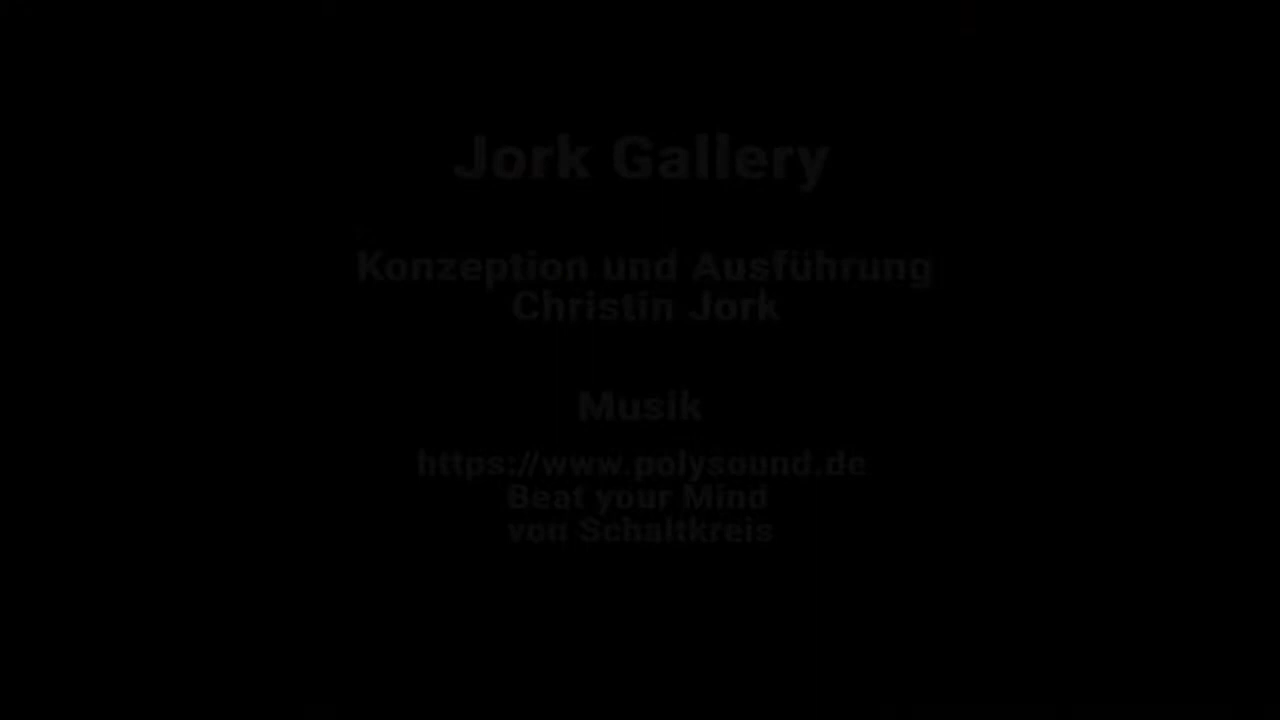 Jork Gallery
Konzeption und Ausführung
Christin Jork
Musik
https://www.polysound.de
Beat your Mind
von Schaltkreis